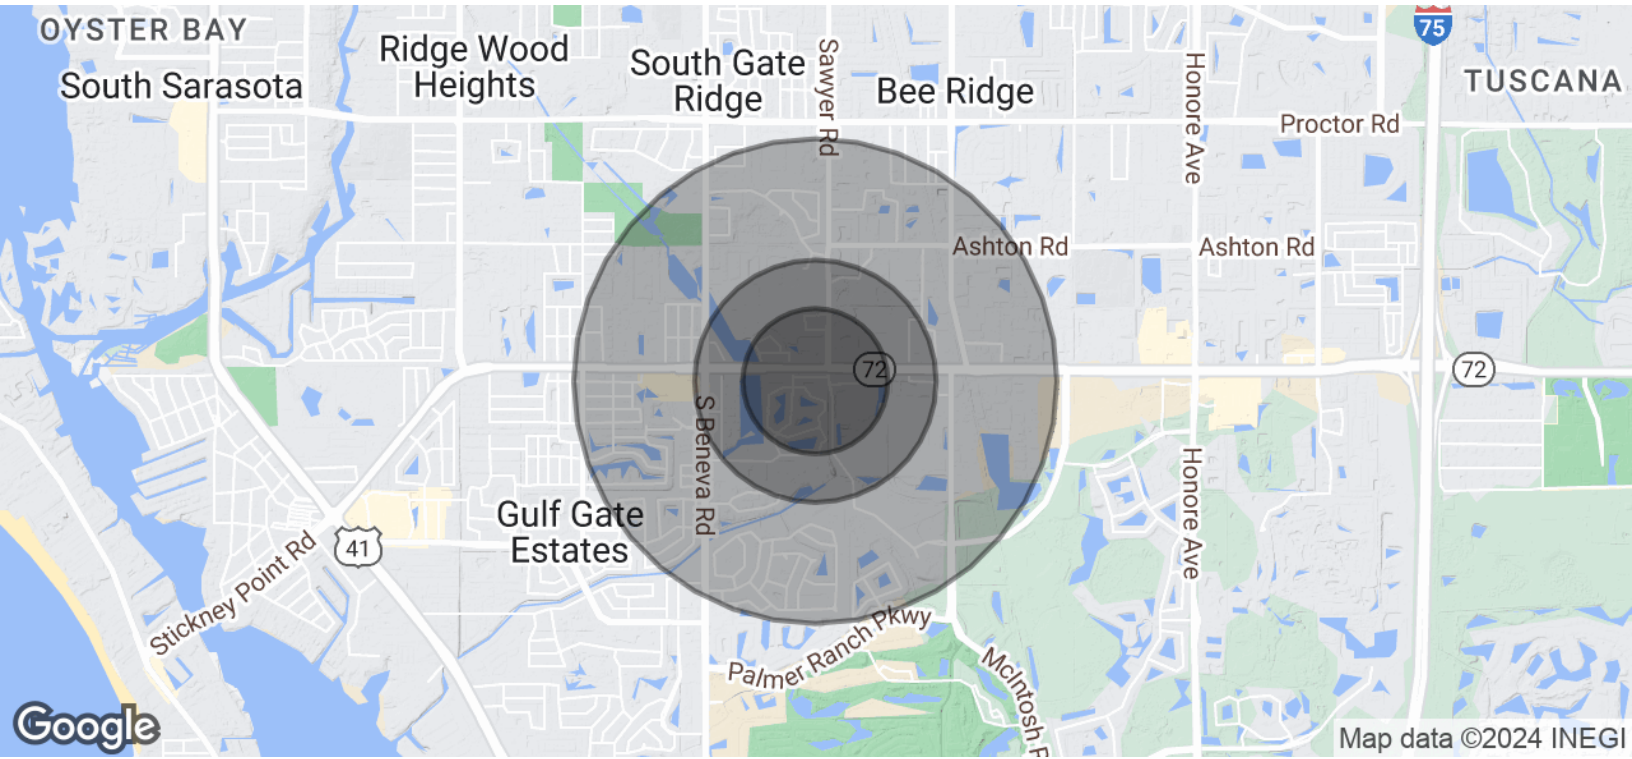 OYSTER BAY
South Sarasota
Ridge Wood
Heights
South Gate
Ridge
Sawyer Rd
Bee Ridge
Honore Ave
75
TUSCANA
Proctor Rd
Ashton Rd
Ashton Rd
72
72
S Beneva Rd
Gulf Gate
Estates
41
Stickney Point Rd
Honore Ave
Palmer Ranch Pkwy
McIntosh R
Google
Map data ©2024 INEGI